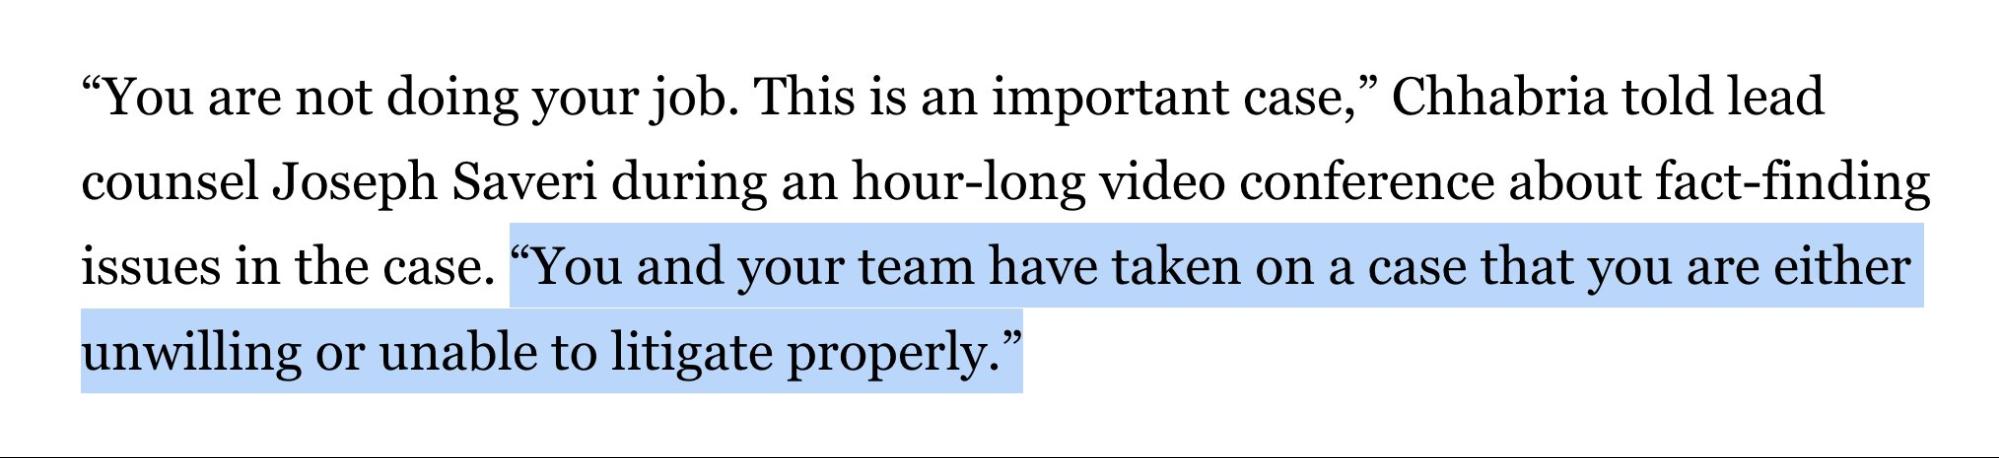 “You are not doing your job. This is an important case,” Chhabria told lead
counsel Joseph Saveri during an hour-long video conference about fact-finding
issues in the case. “You and your team have taken on a case that you are either
unwilling or unable to litigate properly.”